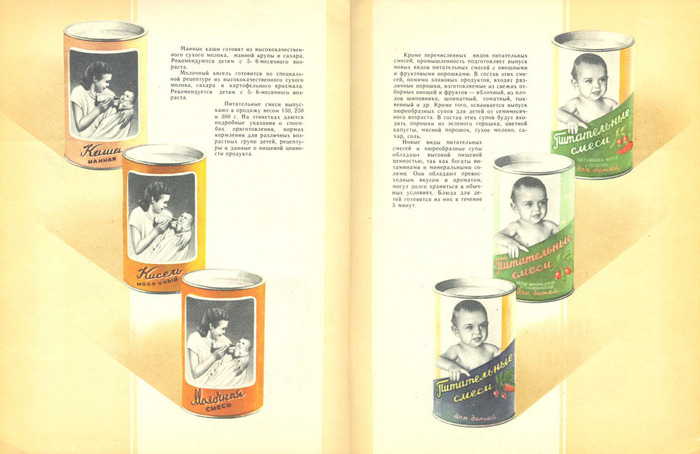 Манные каши готовят из высококачествен-
ного сухого молока, манной крупы и сахара.
Рекомендуются детям с 5- 6-месячного воз-
раста.
Молочный кисель готовится по специаль-
ной рецептуре из высококачественного сухого
молока, сахара и картофельного крахмала.
Рекомендуется детям с 5- 6-месячного воз-
раста.
Питательные смеси выпус-
кают в продажу весом 150, 250
и 300 г. На этикетках даются
подробные указания о спосо-
бах приготовления, нормах
кормления для различных воз-
растных групп детей, рецепту-
ры и данные о пищевой ценно-
сти продукта.
Каша
МАННАЯ
Кисель
МОЛОЧНЫЙ
Молочная
СМЕСЬ
Кроме перечисленных видов питательных
смесей, промышленность подготовляет выпуск
новых видов питательных смесей с овощными
и фруктовыми порошками. В состав этих сме-
сей, помимо злаковых продуктов, входят раз-
личные порошки, изготовляемые из свежих от-
борных овощей и фруктов — яблочный, из пло-
дов шиповника, шпинатный, томатный, тык-
венный и др. Кроме того, осваивается выпуск
пюреобразных супов для детей от семимесяч-
ного возраста. В состав этих супов будут вхо-
дить порошки из зеленого горошка, цветной
капусты, мясной порошок, сухое молоко, са-
хар, соль.
Новые виды питательных
смесей и пюреобразные супы
обладают высокой пищевой
ценностью, так как богаты ви-
таминами и минеральными со-
лями. Они обладают превос-
ходным вкусом и ароматом,
могут долго храниться в обыч-
ных условиях. Блюда для де-
тей готовятся из них в течение
5 минут.
Питательные
смеси
для детей
Питательные
смеси
для детей
Питательные
смеси
для детей